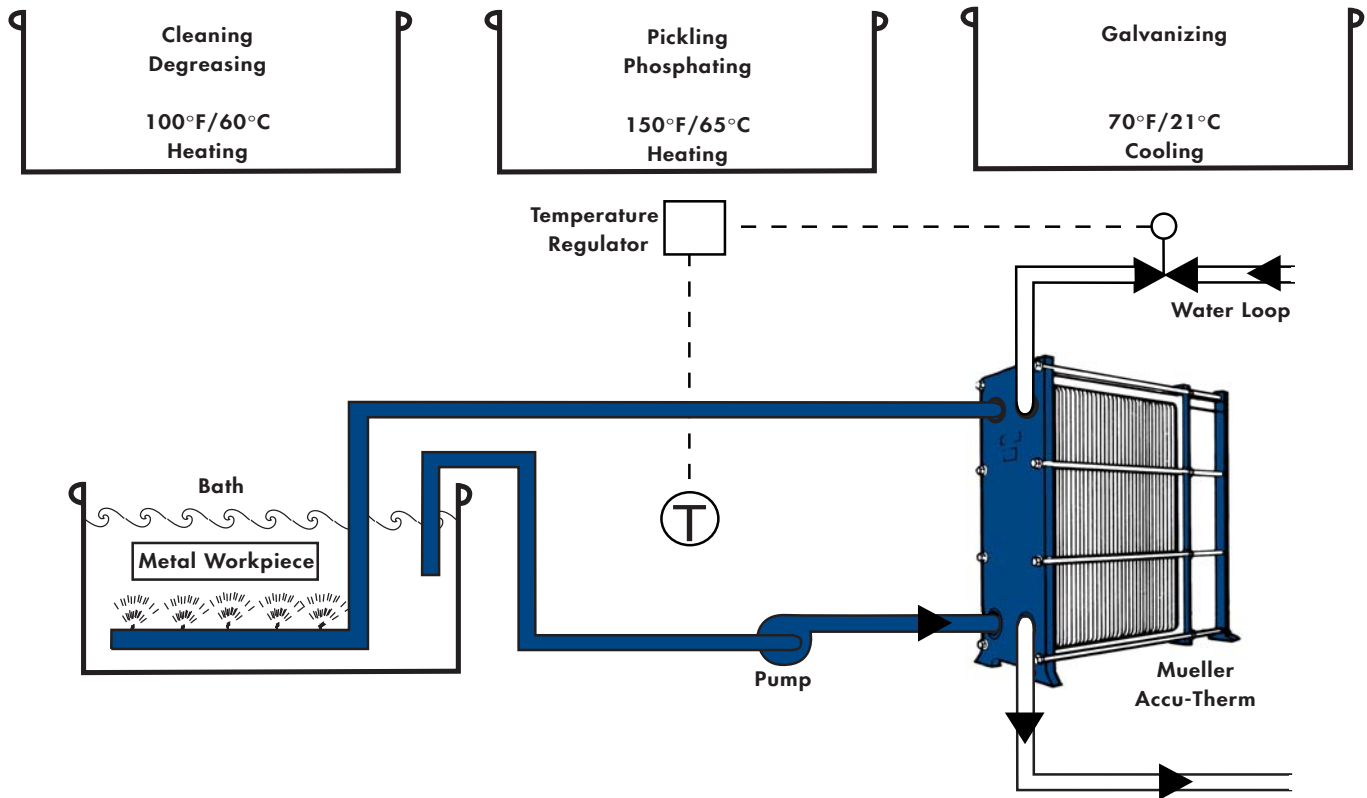 Cleaning
Degreasing
100°F/60°C
Heating
Pickling
Phosphating
150°F/65°C
Heating
Galvanizing
70°F/21°C
Cooling
Temperature
Regulator
Water Loop
Bath
T
Metal Workpiece
Pump
Mueller
Accu-Therm